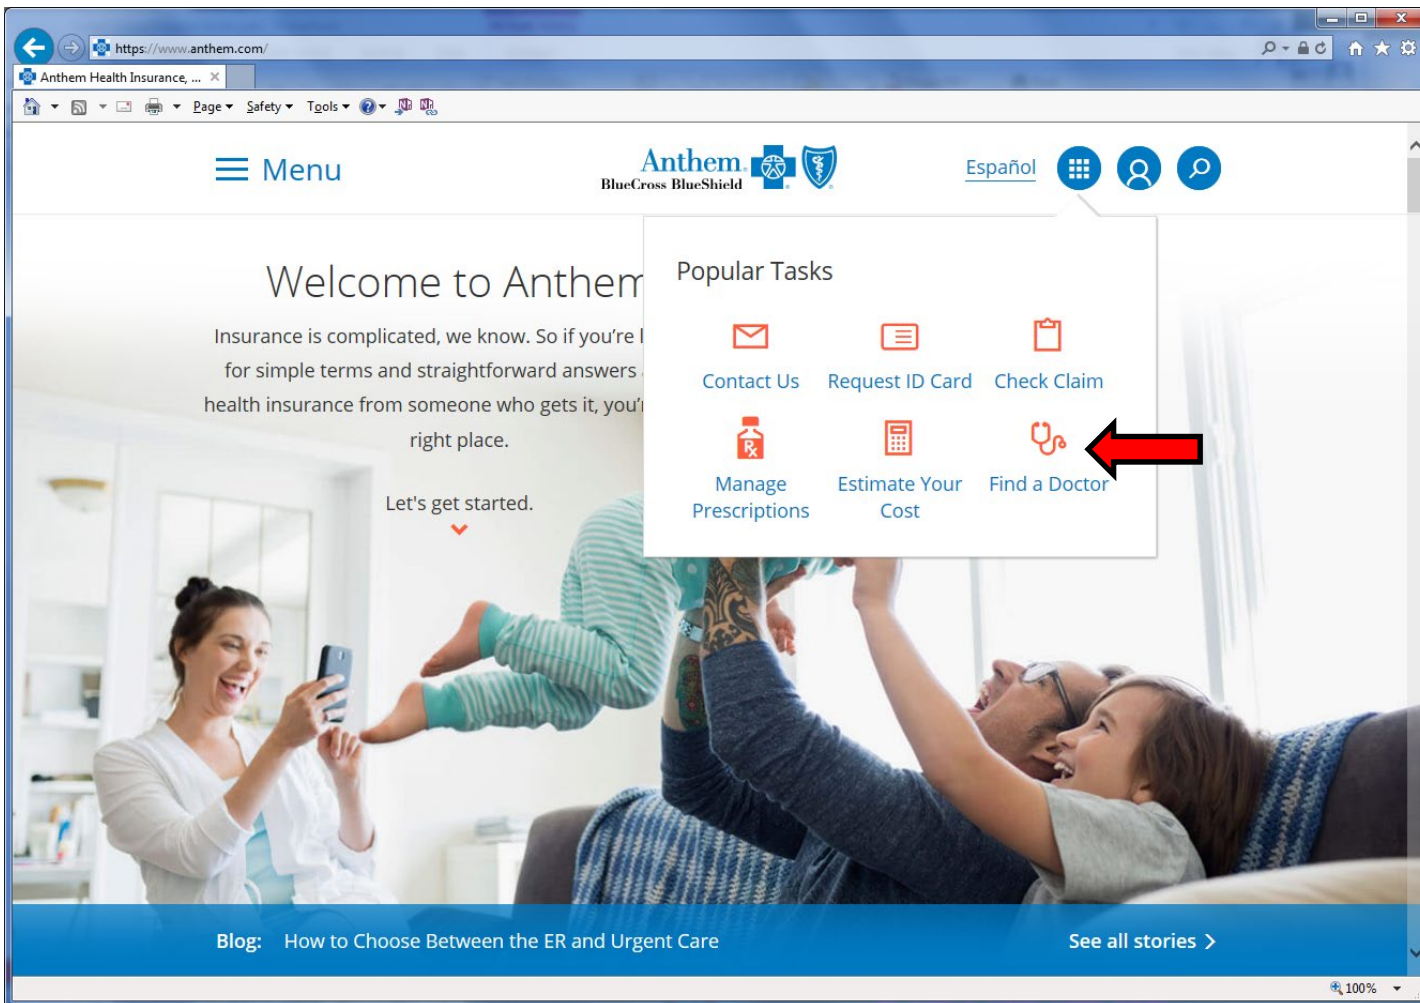 https://www.anthem.com/
Anthem Health Insurance, ...
Page Safety Tools
Menu
Anthem.
BlueCross BlueShield
Español
Popular Tasks
Contact Us Request ID Card Check Claim
Rx
Manage Prescriptions
Estimate Your Cost
Find a Doctor
Welcome to Anthem
Insurance is complicated, we know. So if you're l
for simple terms and straightforward answers
health insurance from someone who gets it, you'r
right place.
Let's get started.
Blog: How to Choose Between the ER and Urgent Care
See all stories
100%